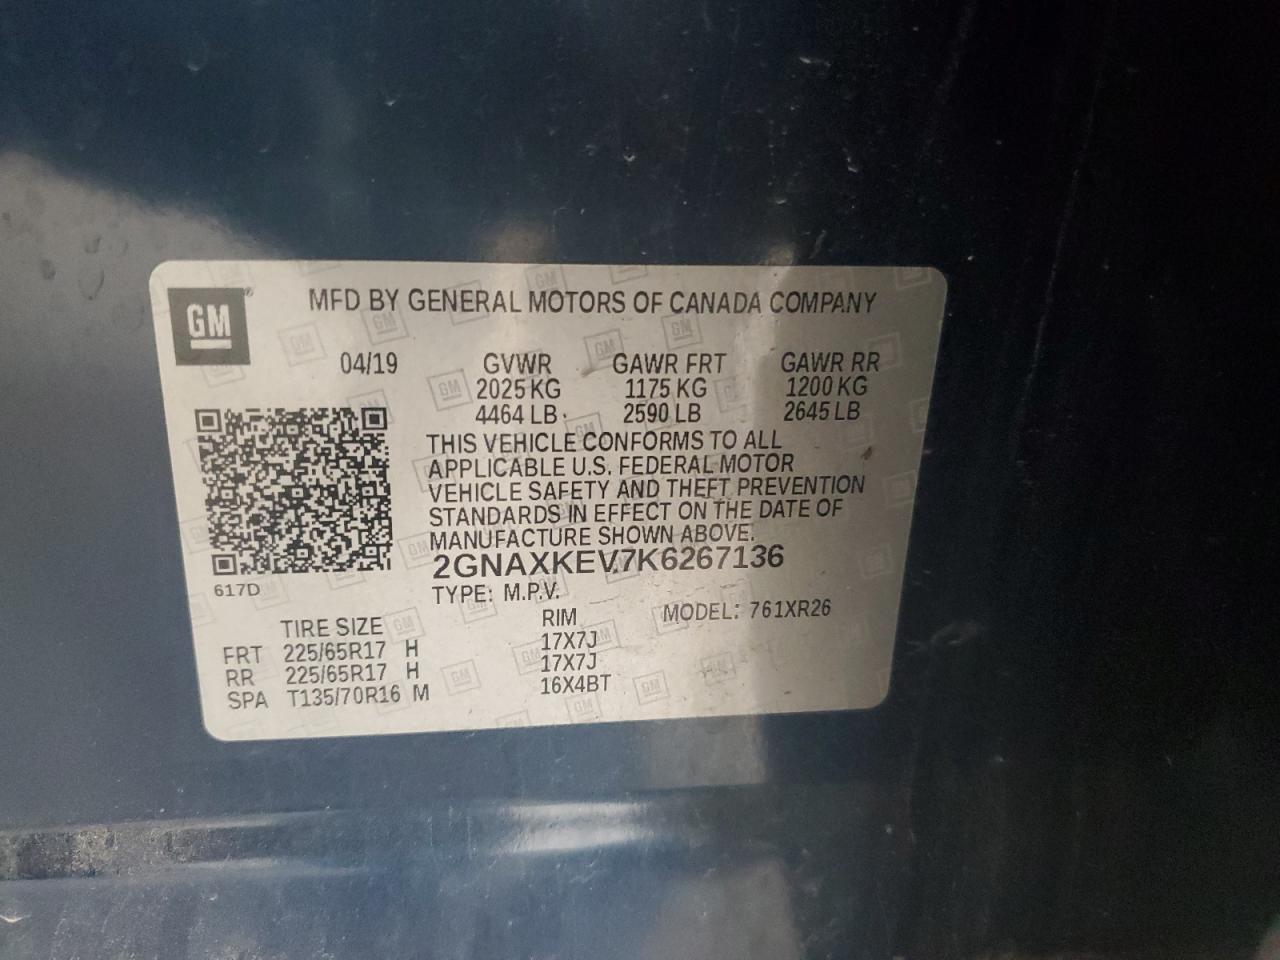 GM
MFD BY GENERAL MOTORS OF CANADA COMPANY
04/19 GVWR GAWR FRT GAWR RR
2025 KG 1175 KG 1200 KG
4464 LB 2590 LB 2645 LB
THIS VEHICLE CONFORMS TO ALL
APPLICABLE U.S. FEDERAL MOTOR
VEHICLE SAFETY AND THEFT PREVENTION
STANDARDS IN EFFECT ON THE DATE OF
MANUFACTURE SHOWN ABOVE.
2GNAXKEV7K6267136
617D
TYPE: M.P.V.
MODEL: 761XR26
TIRE SIZE RIM
FRT 225/65R17 H 17X7J
RR 225/65R17 H 17X7J
SPA T135/70R16 M 16X4BT